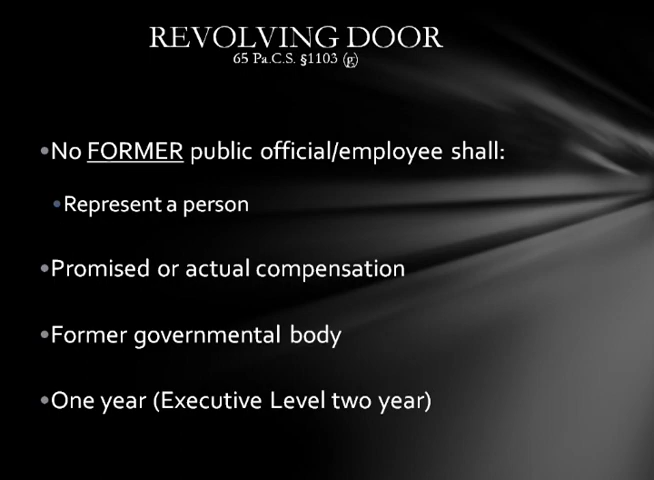 REVOLVING DOOR
65 Pa.C.S. §1103 (g)
•No FORMER public official/employee shall:
•Represent a person
•Promised or actual compensation
•Former governmental body
•One year (Executive Level two year)